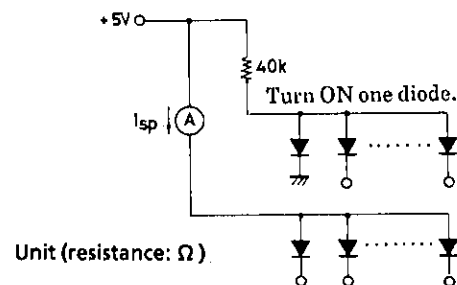 +5V
40k
Turn ON one diode.
Isp
A
Unit (resistance: Ω)